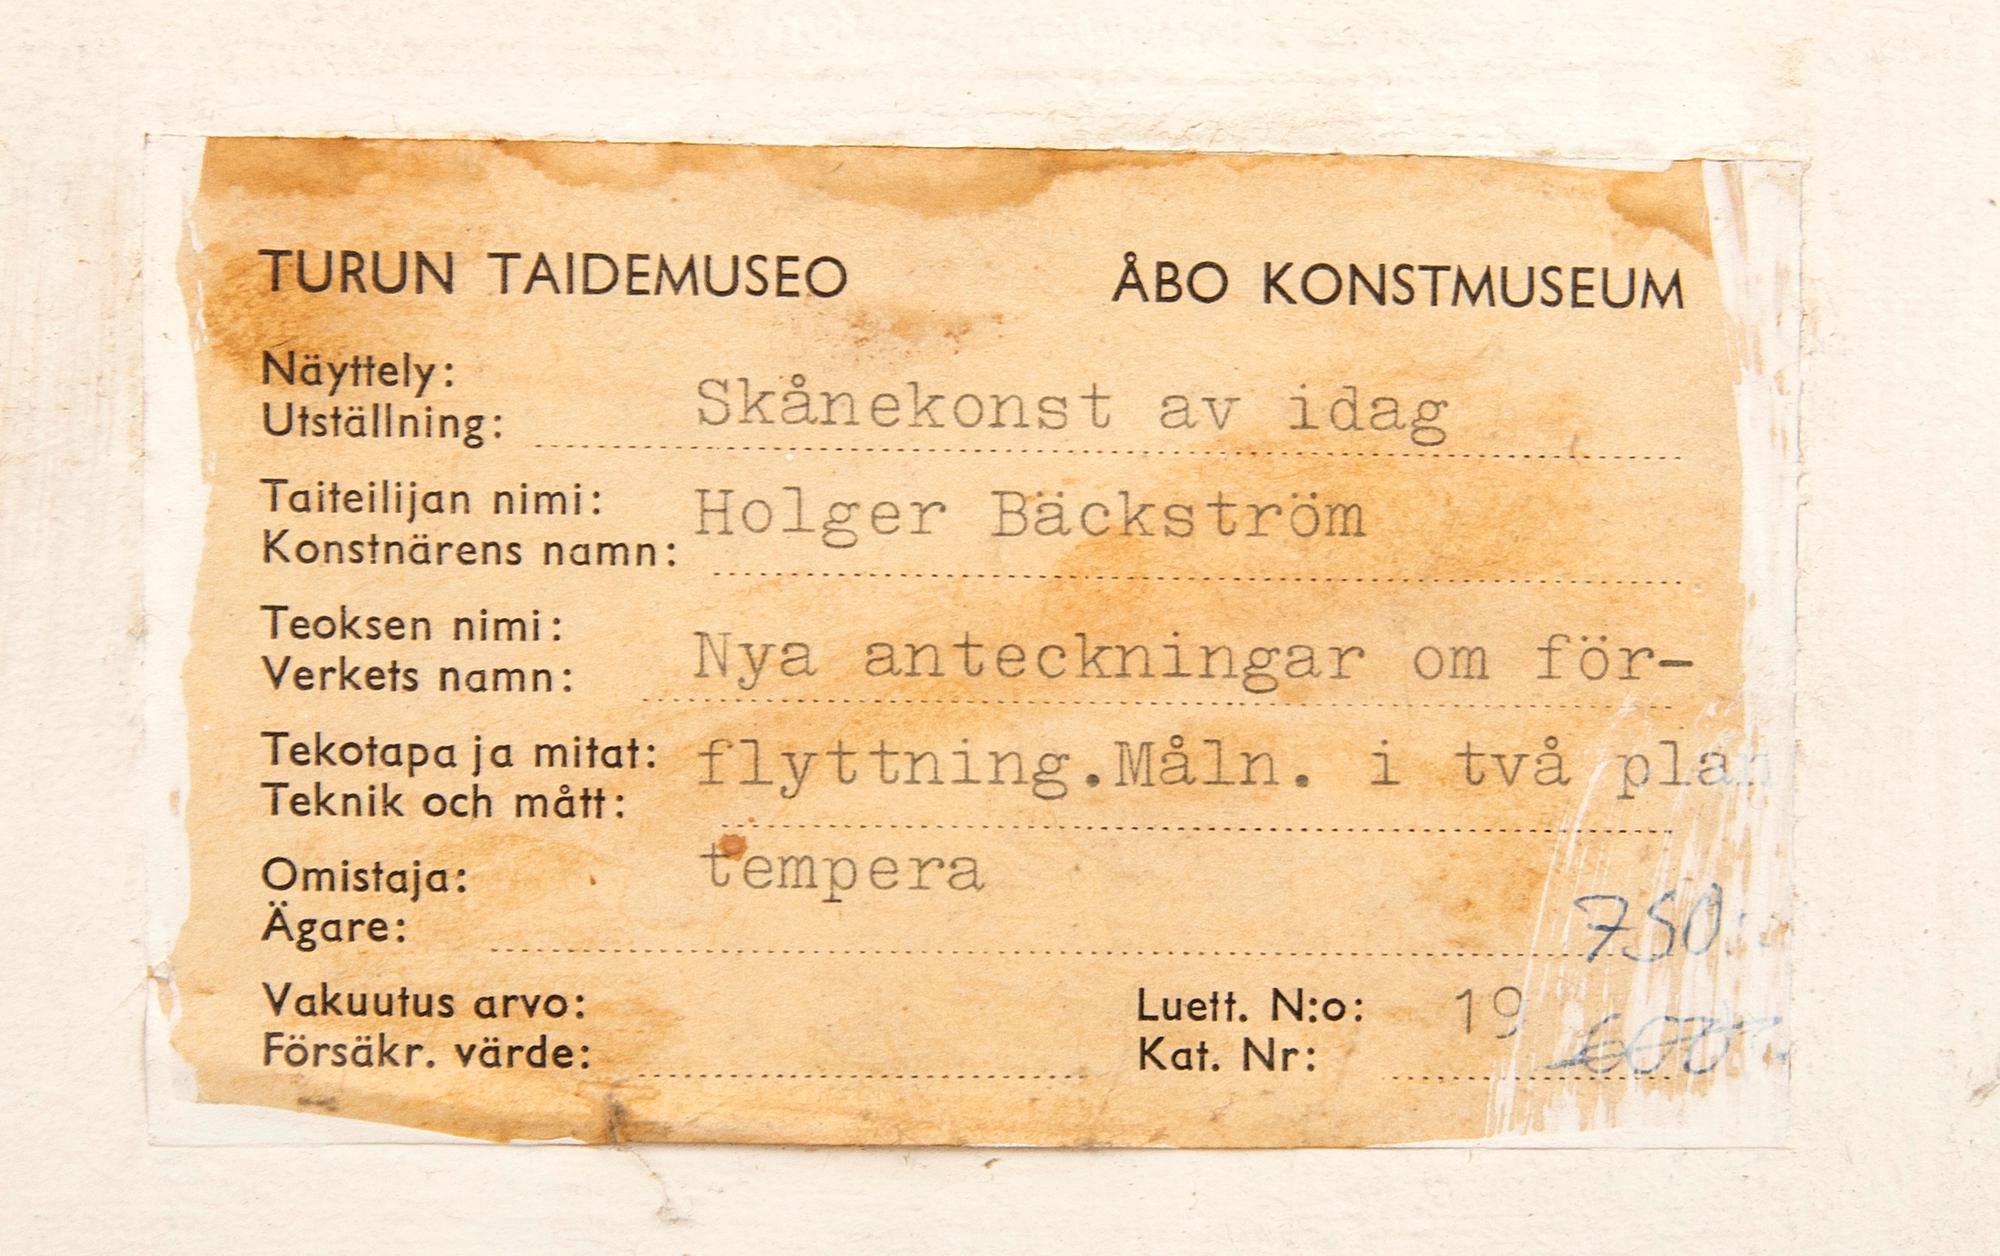 TURUN TAIDEMUSEO ÅBO KONSTMUSEUM
Näyttely:
Utställning: Skånekonst av idag
Taiteilijan nimi: Holger Bäckström
Konstnärens namn:
Teoksen nimi:
Verkets namn: Nya anteckningar om för-
Tekotapa ja mitat: flyttning.Måln. i två plan
Teknik och mått:
Omistaja: tempera
Ägare: 750:-
Vakuutus arvo: Luett. N:o: 19
Försäkr. värde: Kat. Nr: 600:-